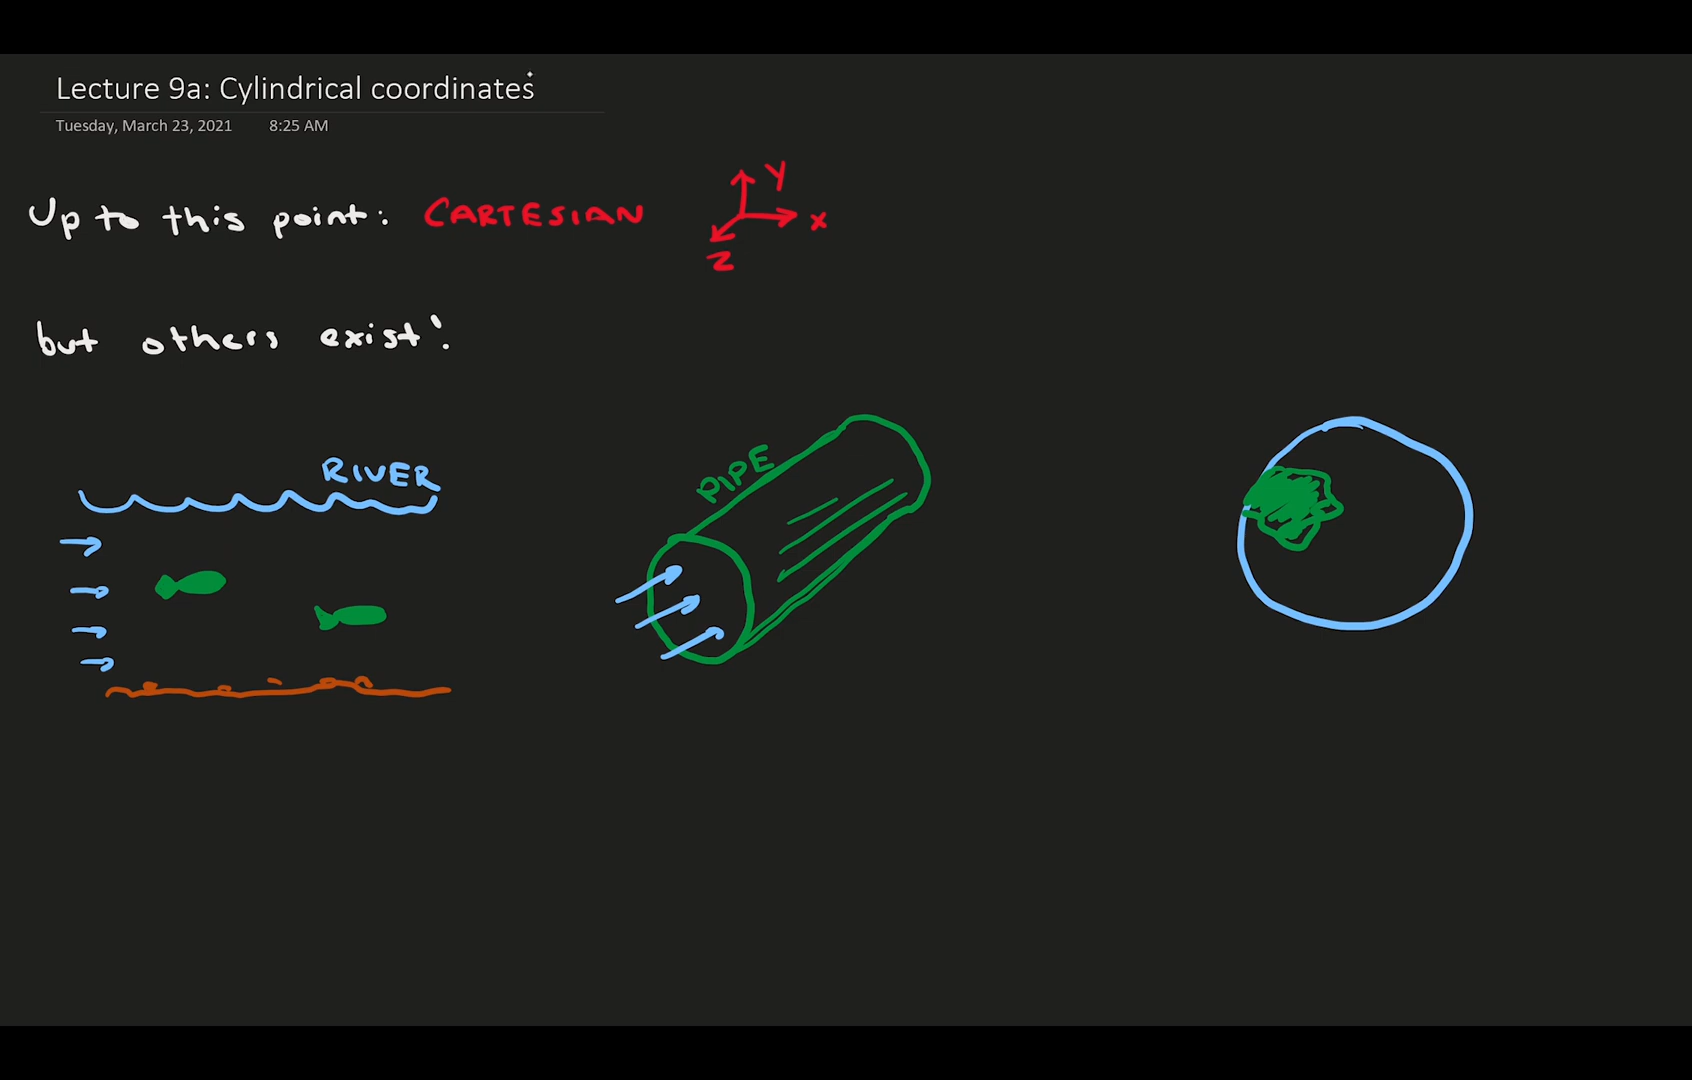 Lecture 9a: Cylindrical coordinates
Tuesday, March 23, 2021 8:25 AM
Up to this point: CARTESIAN
Y
X
Z
but others exist!
RIVER
PIPE